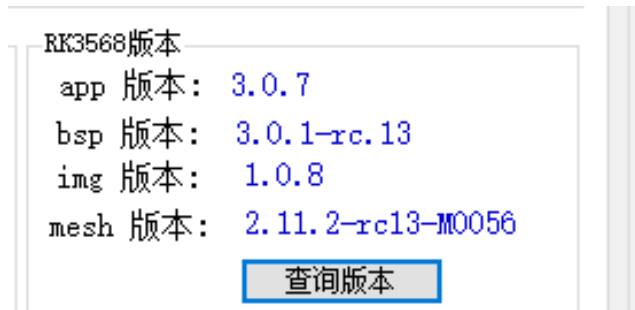 RK3568版本
app 版本: 3.0.7
bsp 版本: 3.0.1-rc.13
img 版本: 1.0.8
mesh 版本: 2.11.2-rc13-M0056
查询版本